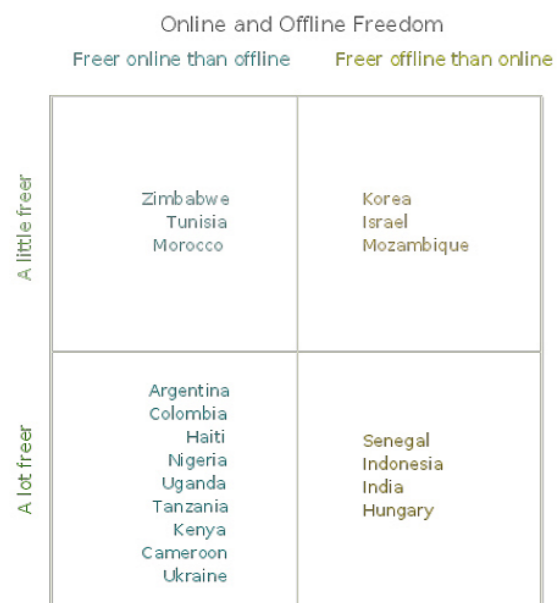 Online and Offline Freedom
Freer online than offline
Freer offline than online
A little freer
Zimbabwe
Tunisia
Morocco
Korea
Israel
Mozambique
A lot freer
Argentina
Colombia
Haiti
Nigeria
Uganda
Tanzania
Kenya
Cameroon
Ukraine
Senegal
Indonesia
India
Hungary